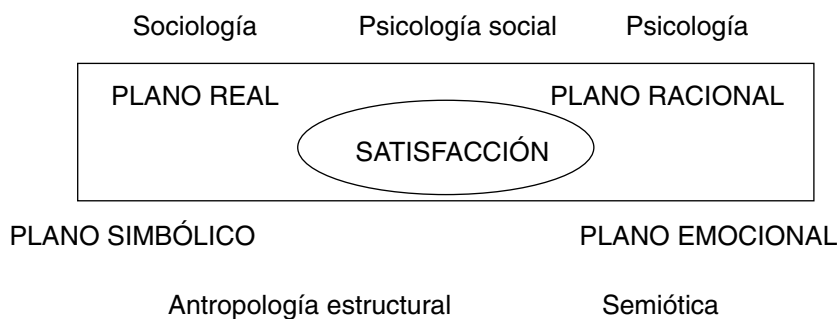 Sociología Psicología social Psicología
PLANO REAL PLANO RACIONAL
SATISFACCIÓN
PLANO SIMBÓLICO PLANO EMOCIONAL
Antropología estructural Semiótica